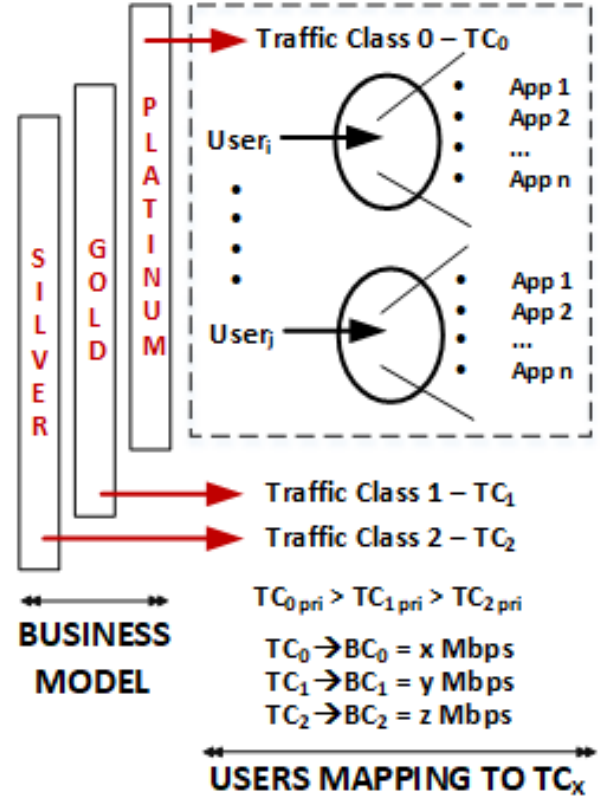 Traffic Class 0 – TC₀
PLATINUM
GOLD
SILVER
Userᵢ
• App 1
• App 2
• ...
• App n
Userⱼ
• App 1
• App 2
• ...
• App n
Traffic Class 1 – TC₁
Traffic Class 2 – TC₂
TC₀ ₚᵣᵢ > TC₁ ₚᵣᵢ > TC₂ ₚᵣᵢ
TC₀→BC₀ = x Mbps
TC₁→BC₁ = y Mbps
TC₂→BC₂ = z Mbps
BUSINESS
MODEL
USERS MAPPING TO TCₓ